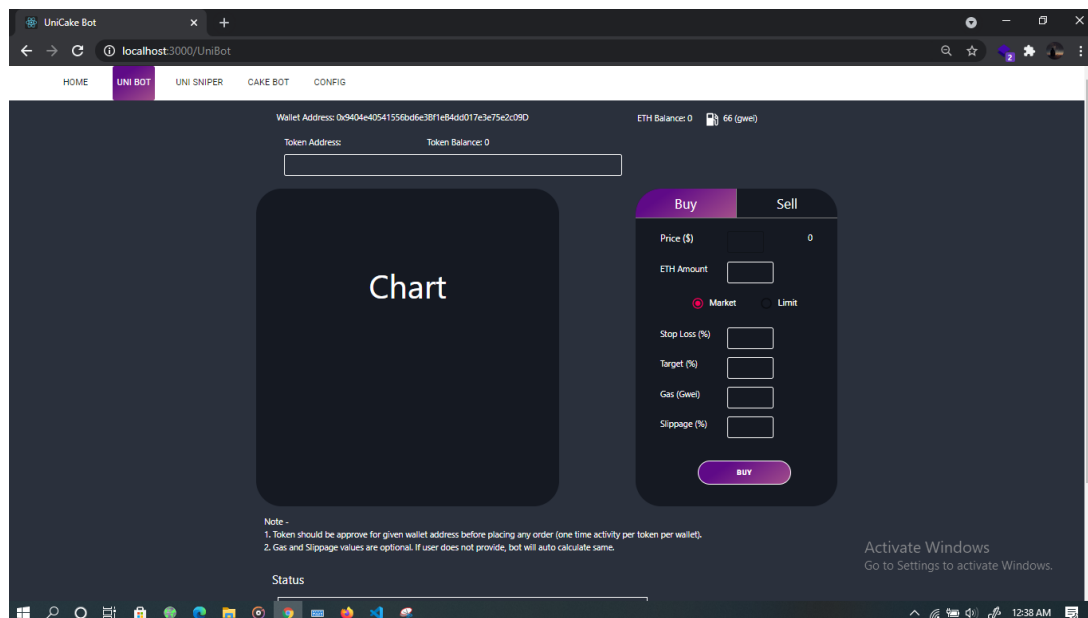 UniCake Bot
localhost:3000/UniBot
2
HOME UNI BOT UNI SNIPER CAKE BOT CONFIG
Wallet Address: 0x9404e40541556bd6e3Bf1eB4dd017e3e75e2c09D ETH Balance: 0 66 (gwei)
Token Address: Token Balance: 0
Buy Sell
Price ($) 0
Chart
ETH Amount
Market Limit
Stop Loss (%)
Target (%)
Gas (Gwei)
Slippage (%)
BUY
Note -
1. Token should be approve for given wallet address before placing any order (one time activity per token per wallet).
2. Gas and Slippage values are optional. If user does not provide, bot will auto calculate same.
Activate Windows
Go to Settings to activate Windows.
Status
12:38 AM